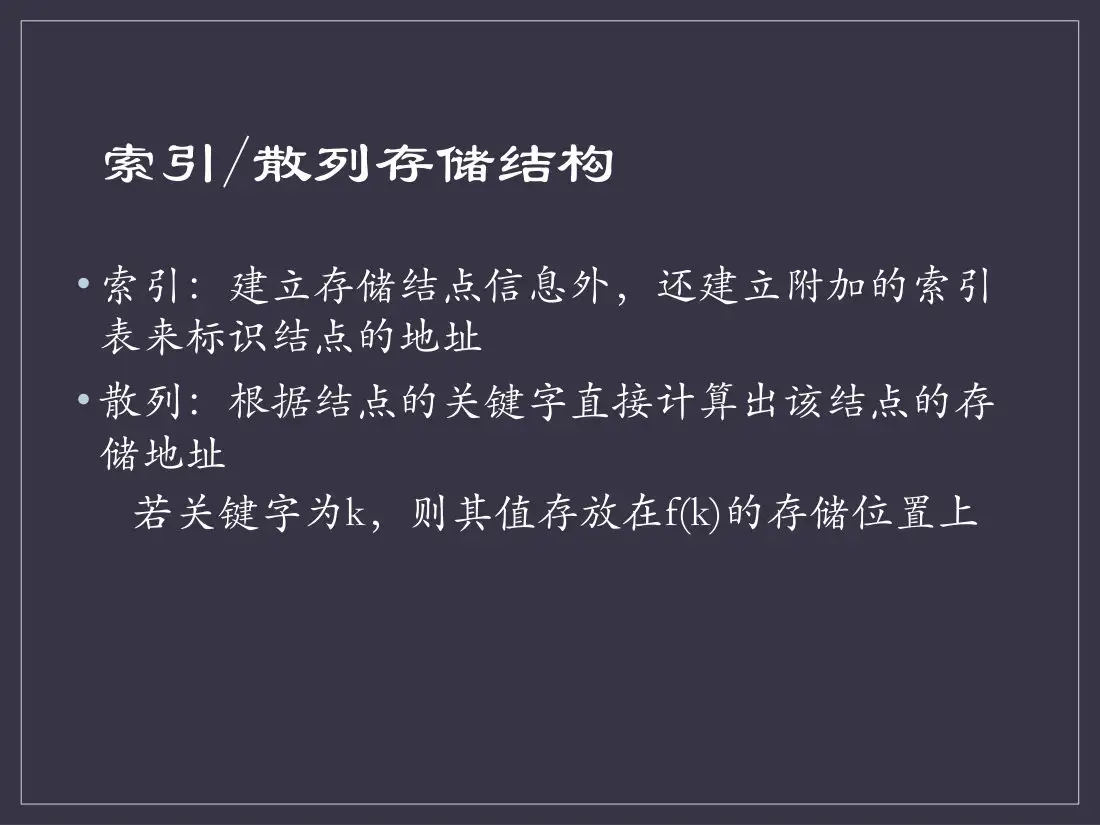 索引/散列存储结构
•索引：建立存储结点信息外，还建立附加的索引
表来标识结点的地址
•散列：根据结点的关键字直接计算出该结点的存
储地址
若关键字为k，则其值存放在f(k)的存储位置上